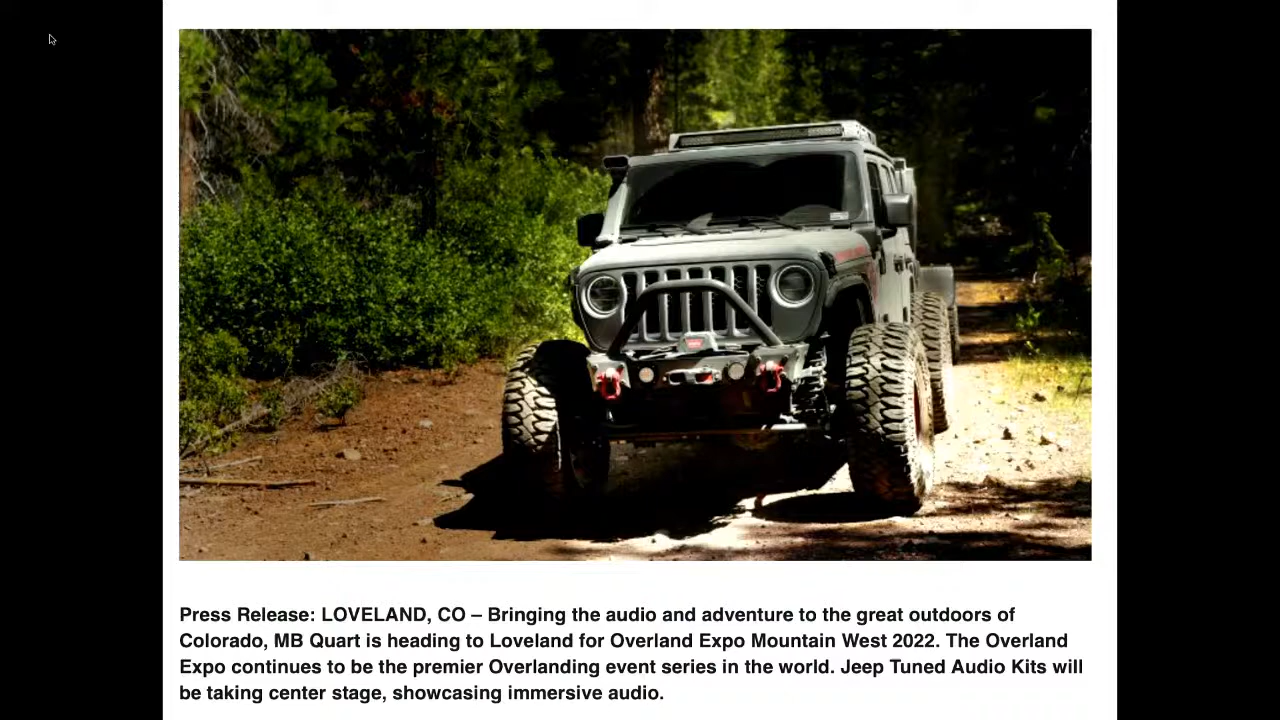 Press Release: LOVELAND, CO – Bringing the audio and adventure to the great outdoors of
Colorado, MB Quart is heading to Loveland for Overland Expo Mountain West 2022. The Overland
Expo continues to be the premier Overlanding event series in the world. Jeep Tuned Audio Kits will
be taking center stage, showcasing immersive audio.